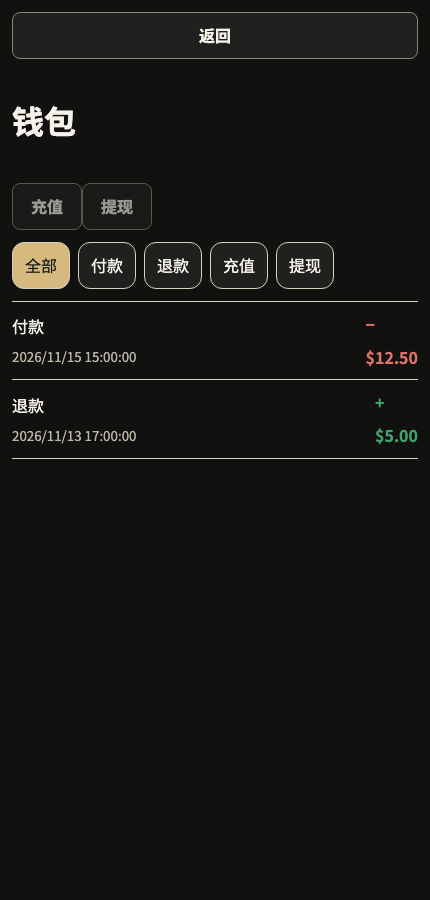 返回
钱包
充值 提现
全部 付款 退款 充值 提现
付款 −
2026/11/15 15:00:00 $12.50
退款 +
2026/11/13 17:00:00 $5.00